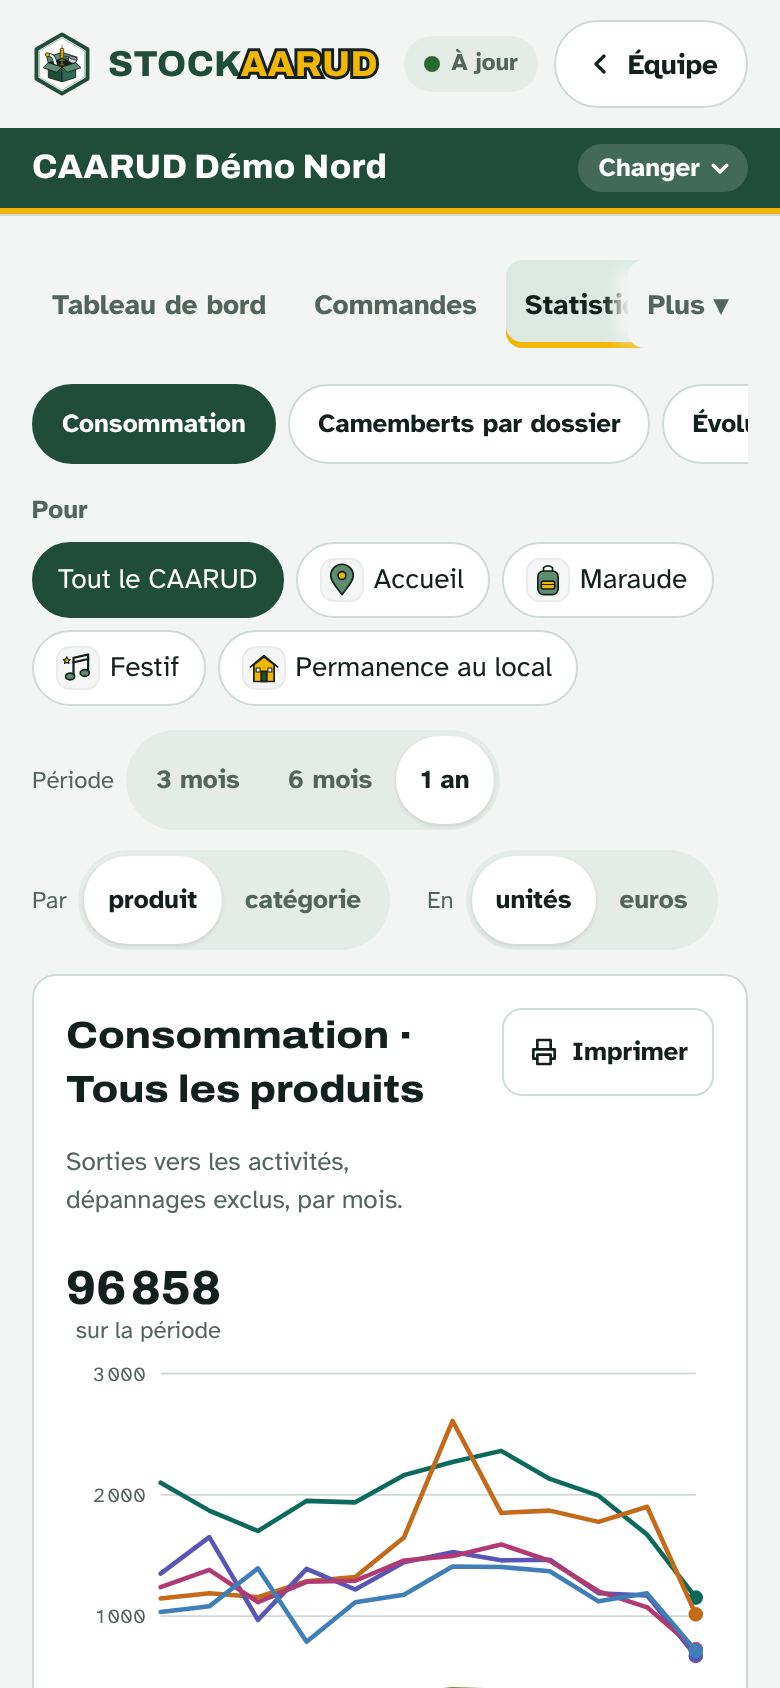 STOCKAARUD
À jour
Équipe
CAARUD Démo Nord
Changer
Tableau de bord
Commandes
Plus ▼
Consommation
Camemberts par dossier
Pour
Tout le CAARUD
Accueil
Maraude
Festif
Permanence au local
Période
3 mois
6 mois
1 an
Par
produit
catégorie
En
unités
euros
Consommation ·
Tous les produits
Imprimer
Sorties vers les activités,
dépannages exclus, par mois.
96 858
sur la période
3 000
2 000
1 000